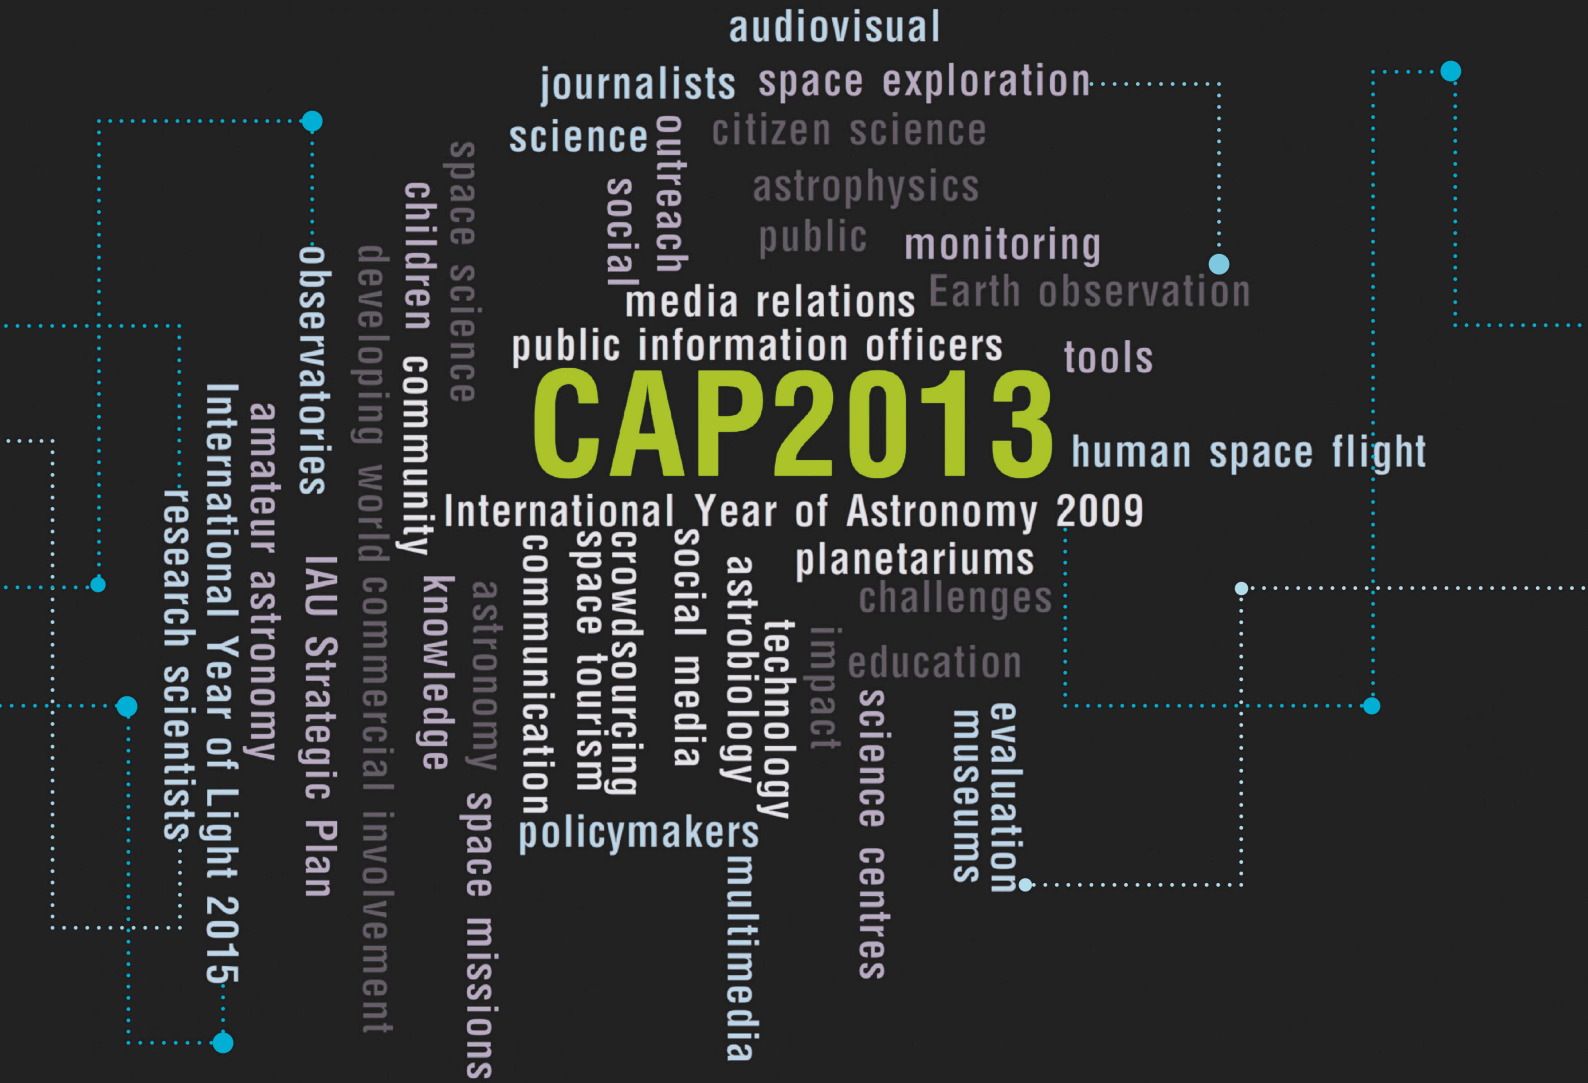 audiovisual
journalists
space exploration
science
outreach
citizen science
social
astrophysics
public
monitoring
children
space science
media relations
Earth observation
observatories
developing world
public information officers
tools
community
CAP2013
human space flight
International Year of Astronomy 2009
International Year of Light 2015
amateur astronomy
research scientists
IAU Strategic Plan
commercial involvement
knowledge
astronomy
communication
space tourism
crowdsourcing
social media
astrobiology
planetariums
challenges
technology
impact
education
science centres
museums
evaluation
space missions
policymakers
multimedia